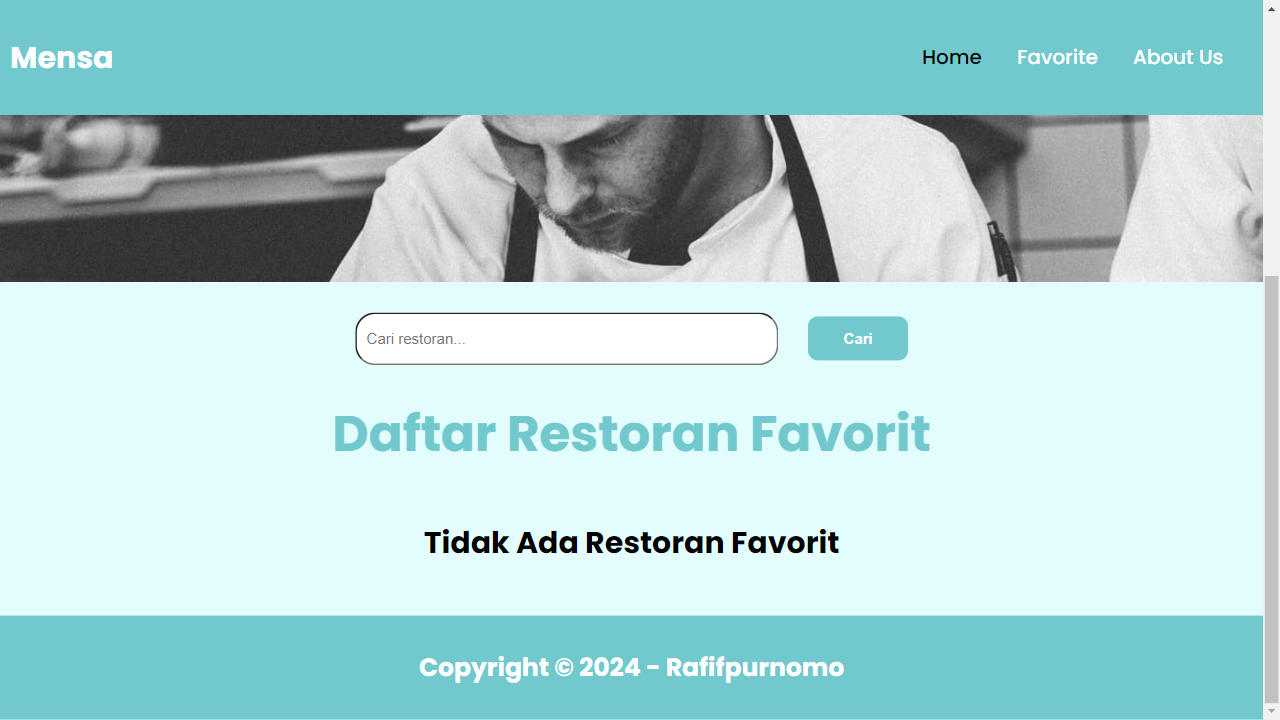 Mensa
Home Favorite About Us
Cari restoran... Cari
Daftar Restoran Favorit
Tidak Ada Restoran Favorit
Copyright © 2024 - Rafifpurnomo